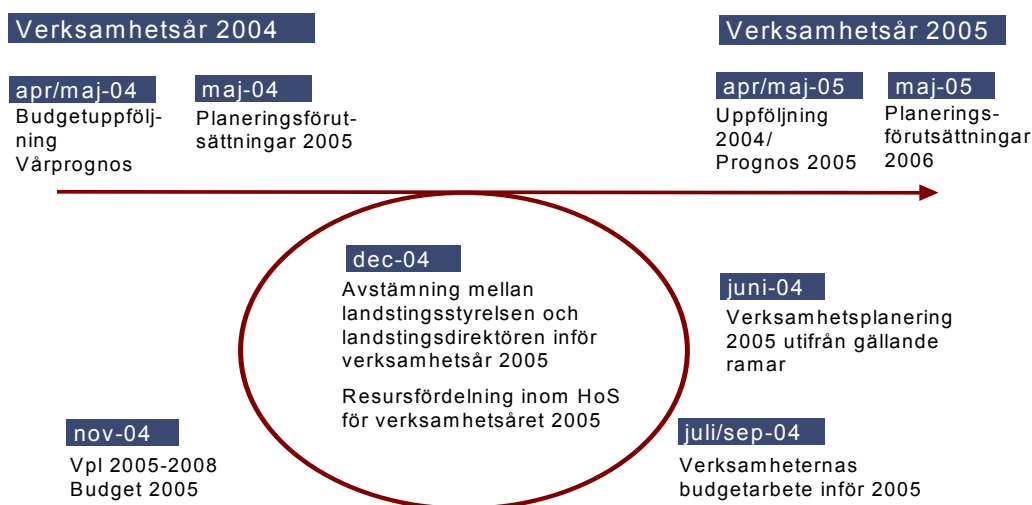 Verksamhetsår 2004
Verksamhetsår 2005
apr/maj-04
Budgetuppfölj-
ning
Vårprognos
maj-04
Planeringsförut-
sättningar 2005
apr/maj-05
Uppföljning
2004/
Prognos 2005
maj-05
Planerings-
förutsättningar
2006
dec-04
Avstämning mellan
landstingsstyrelsen och
landstingsdirektören inför
verksamhetsår 2005
Resursfördelning inom HoS
för verksamhetsåret 2005
juni-04
Verksamhetsplanering
2005 utifrån gällande
ramar
nov-04
Vpl 2005-2008
Budget 2005
juli/sep-04
Verksamheternas
budgetarbete inför 2005